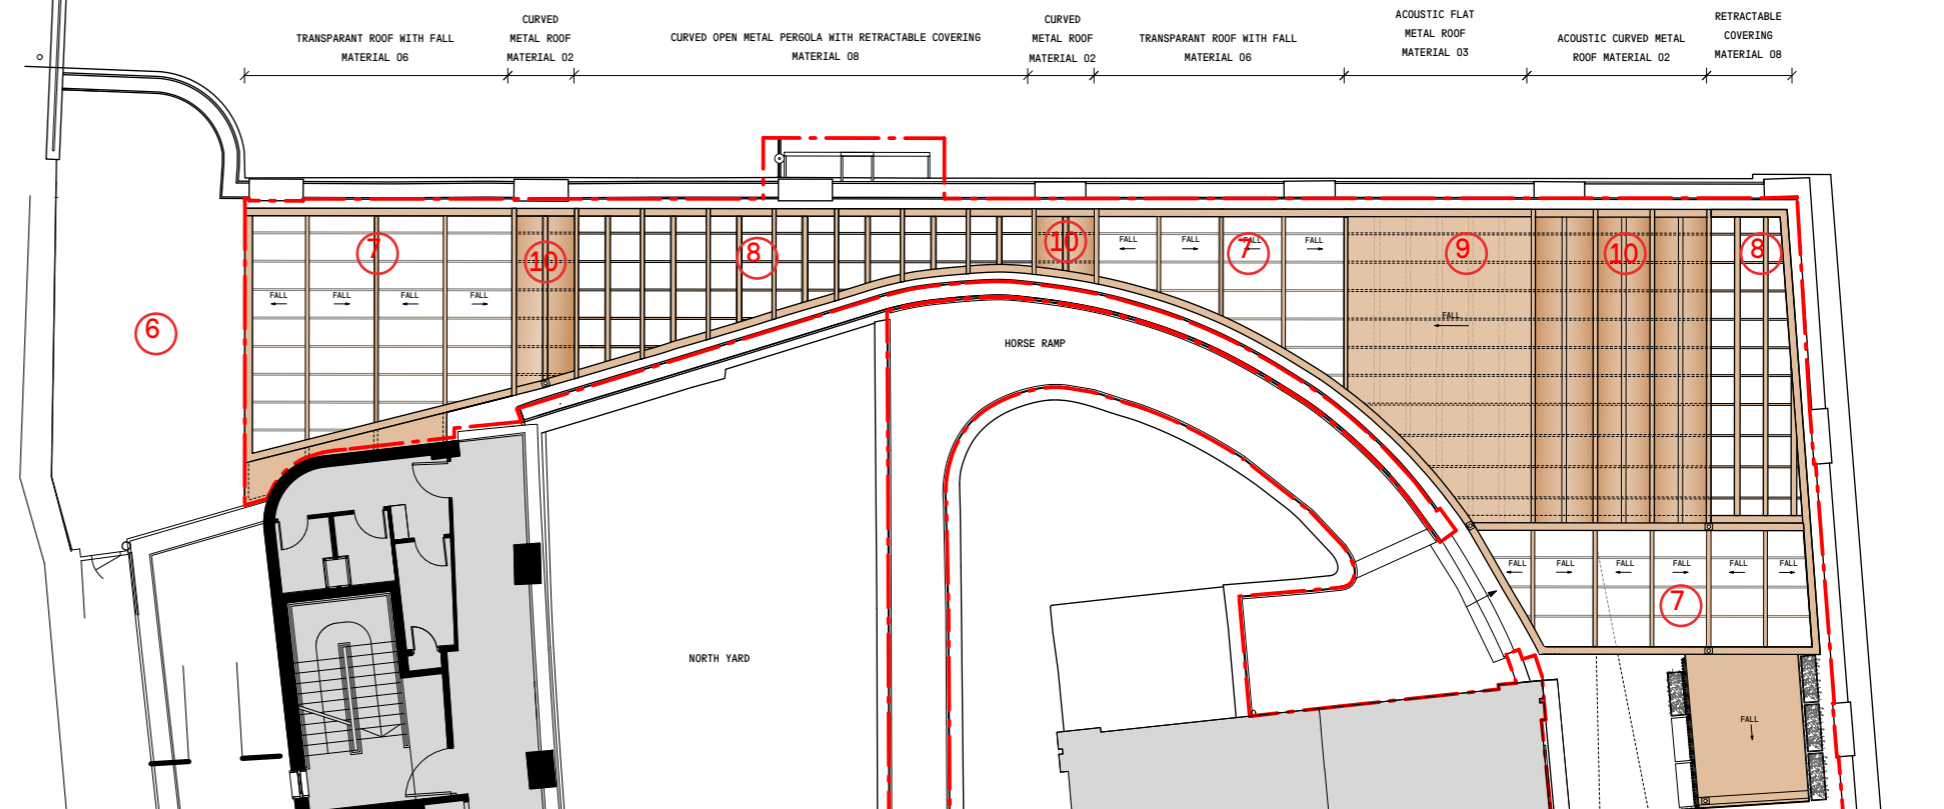 TRANSPARANT ROOF WITH FALL
MATERIAL 06
CURVED
METAL ROOF
MATERIAL 02
CURVED OPEN METAL PERGOLA WITH RETRACTABLE COVERING
MATERIAL 08
CURVED
METAL ROOF
MATERIAL 02
TRANSPARANT ROOF WITH FALL
MATERIAL 06
ACOUSTIC FLAT
METAL ROOF
MATERIAL 03
ACOUSTIC CURVED METAL
ROOF MATERIAL 02
RETRACTABLE
COVERING
MATERIAL 08
7
10
8
10
7
9
10
8
FALL
FALL
FALL
FALL
FALL
FALL
FALL
FALL
FALL
6
HORSE RAMP
FALL
FALL
FALL
FALL
FALL
FALL
7
NORTH YARD
FALL